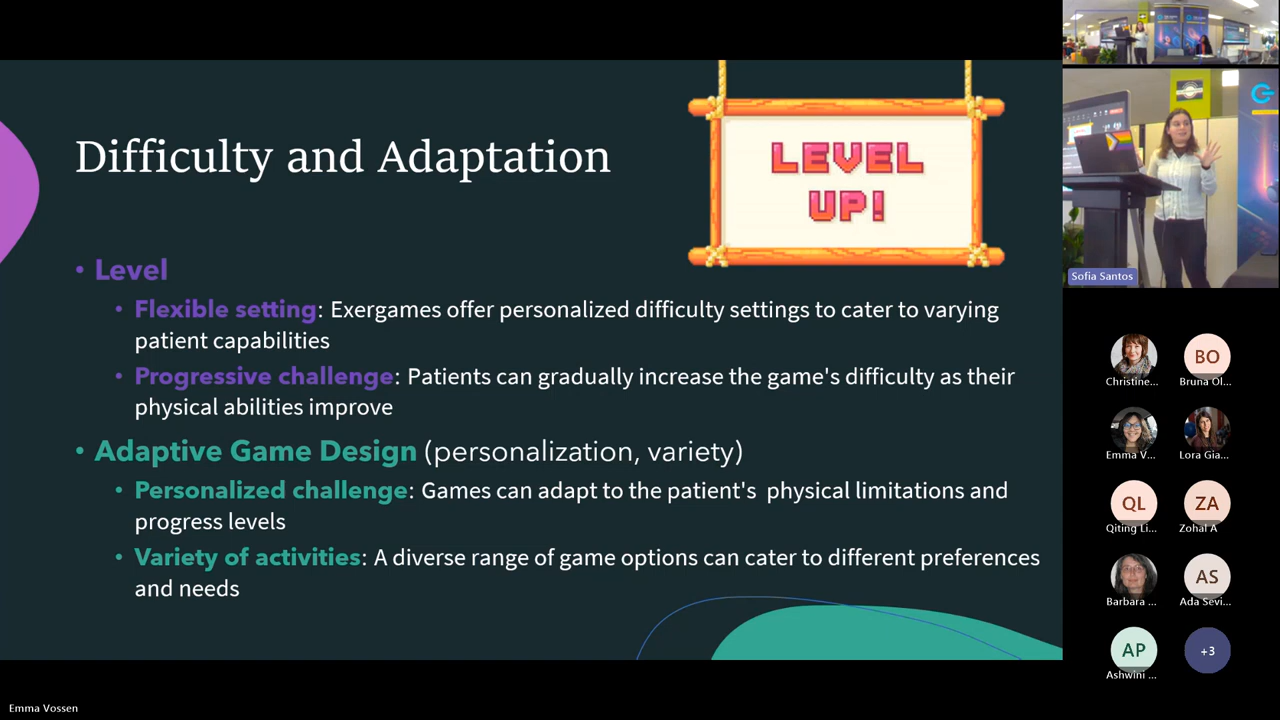 Difficulty and Adaptation
LEVEL
UP!
• Level
• Flexible setting: Exergames offer personalized difficulty settings to cater to varying
patient capabilities
• Progressive challenge: Patients can gradually increase the game's difficulty as their
physical abilities improve
• Adaptive Game Design (personalization, variety)
• Personalized challenge: Games can adapt to the patient's  physical limitations and
progress levels
• Variety of activities: A diverse range of game options can cater to different preferences
and needs
Sofia Santos
Christine...
BO
Bruna Ol...
Emma V...
Lora Gia...
QL
Qiting Li...
ZA
Zohal A
Barbara ...
AS
Ada Sevi...
AP
Ashwini ...
+3
Emma Vossen